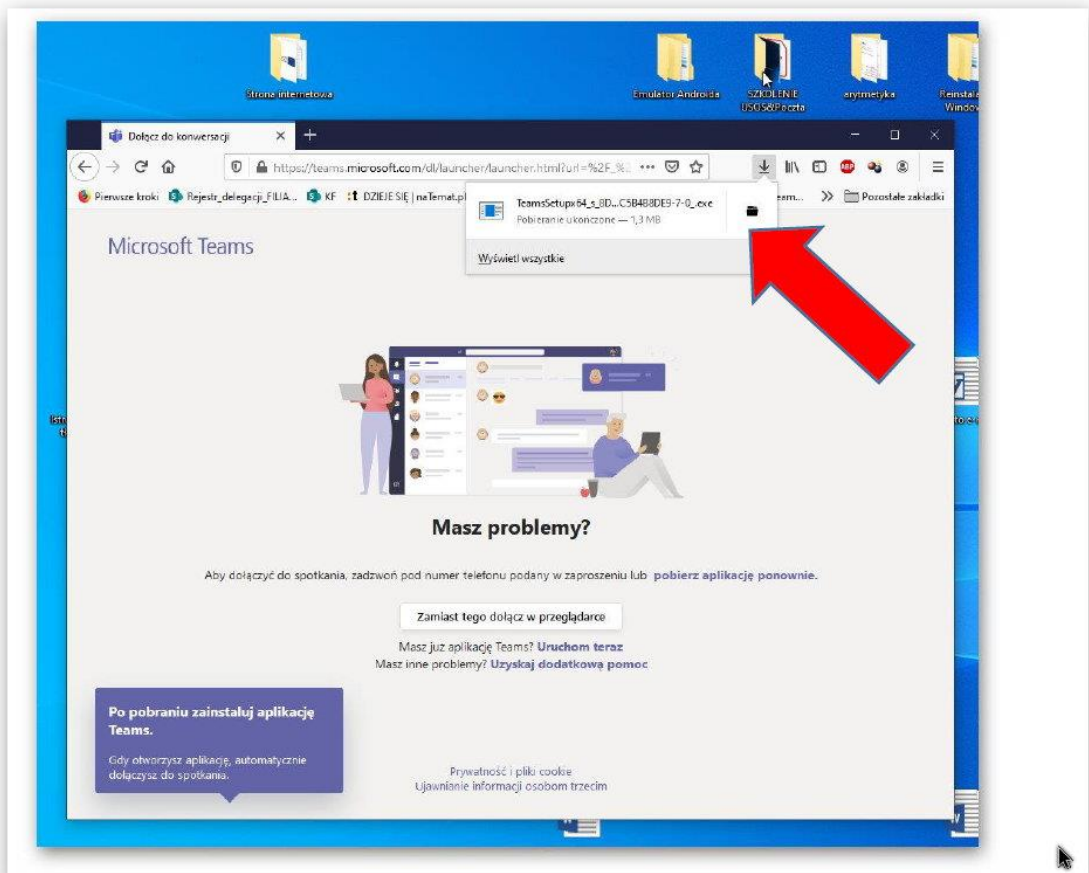 Strona internetowa
Emulator Androida
SZKOLENIE
USOS&Poczta
arytmetyka
Dołącz do konwersacji
https://teams.microsoft.com/dl/launcher/launcher.html?url=%2F_%
Pierwsze kroki
Rejestr_delegacji_FILIA...
KF
DZIEJE SIĘ | naTemat.pl
Pozostałe zakładki
TeamsSetupx64_s_8D...C5B4B8DE9-7-0_.exe
Pobieranie ukończone — 1,3 MB
Wyświetl wszystkie
Microsoft Teams
Masz problemy?
Aby dołączyć do spotkania, zadzwoń pod numer telefonu podany w zaproszeniu lub pobierz aplikację ponownie.
Zamiast tego dołącz w przeglądarce
Masz już aplikację Teams? Uruchom teraz
Masz inne problemy? Uzyskaj dodatkową pomoc
Po pobraniu zainstaluj aplikację
Teams.
Gdy otworzysz aplikację, automatycznie
dołączysz do spotkania.
Prywatność i pliki cookie
Ujawnianie informacji osobom trzecim